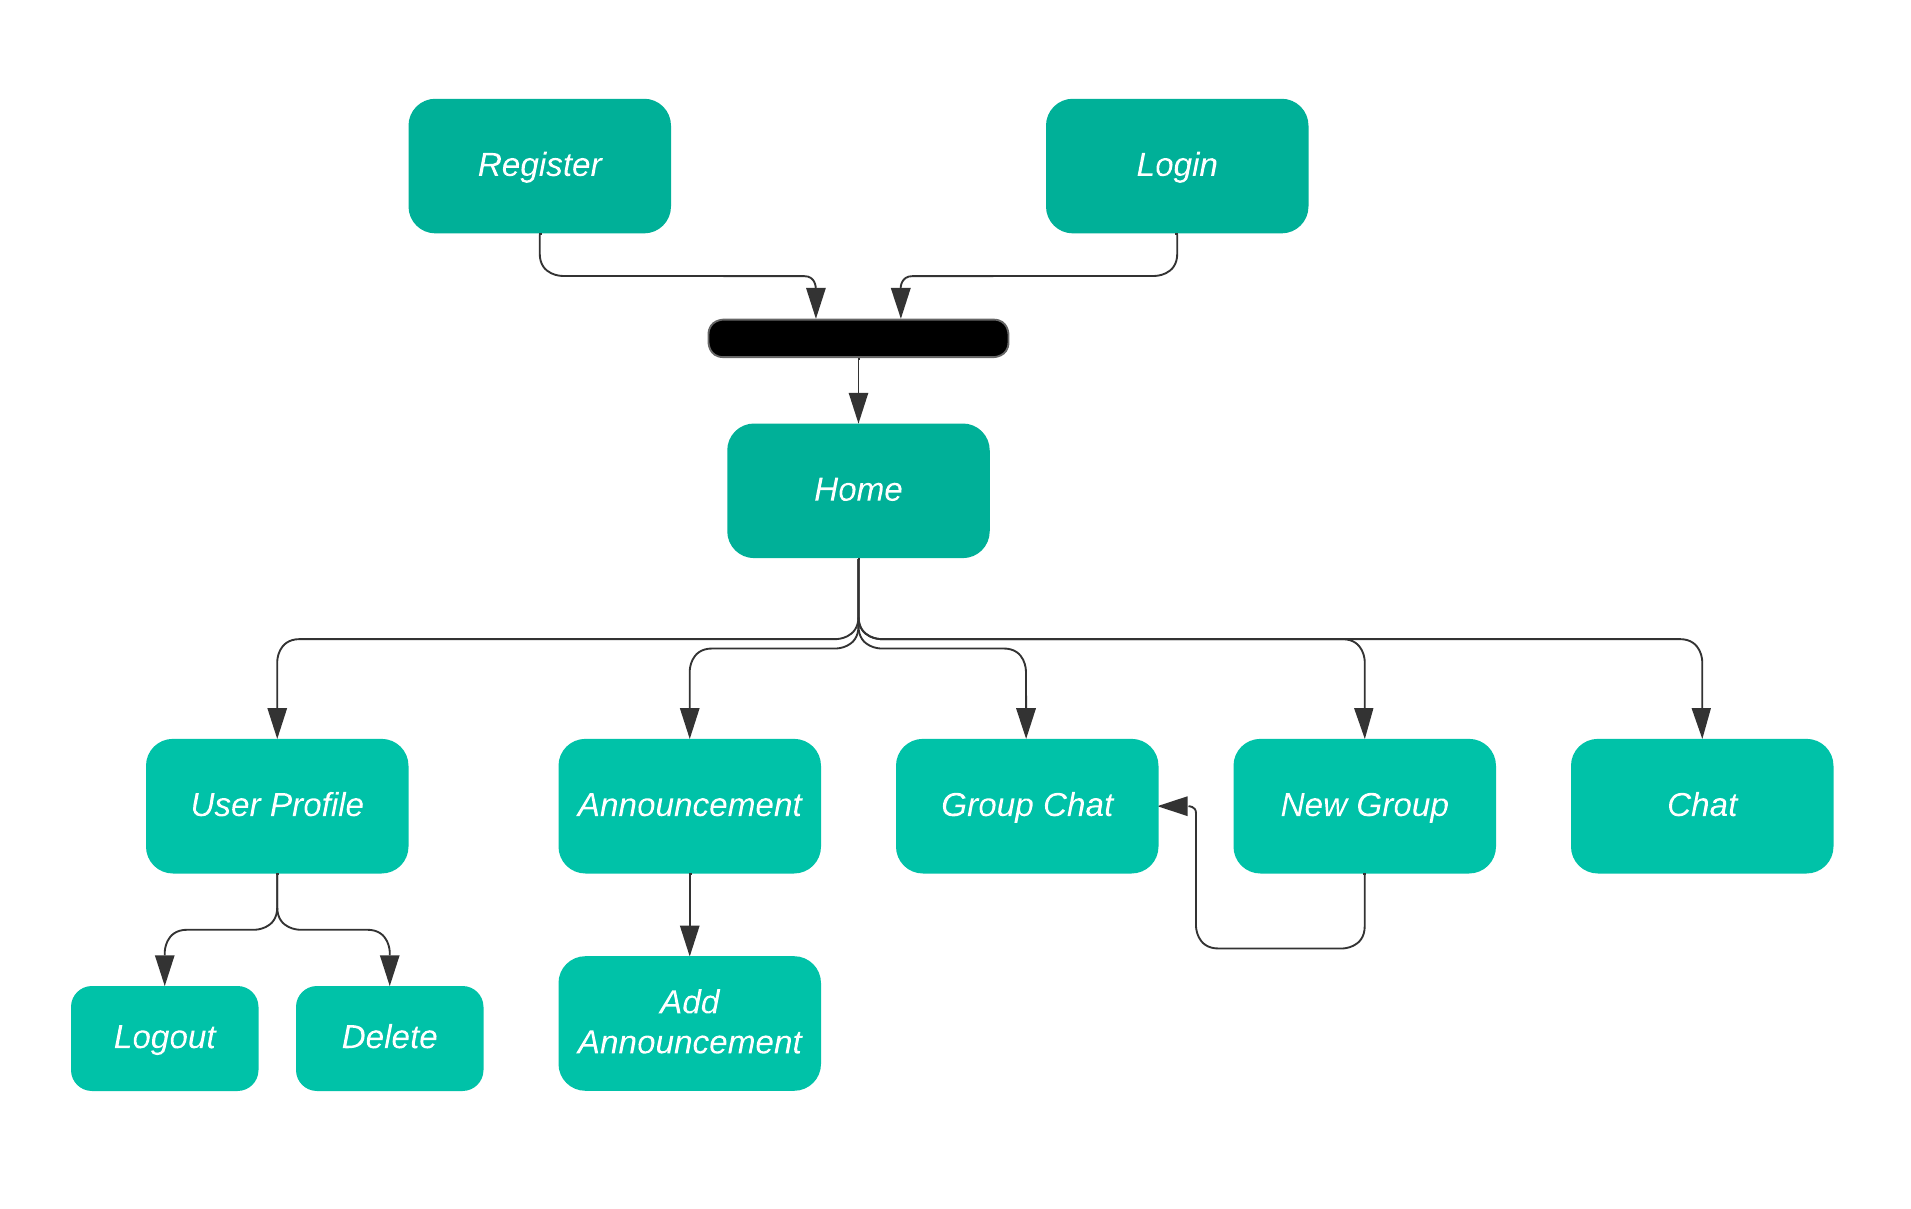 Register
Login
Home
User Profile
Announcement
Group Chat
New Group
Chat
Logout
Delete
Add
Announcement